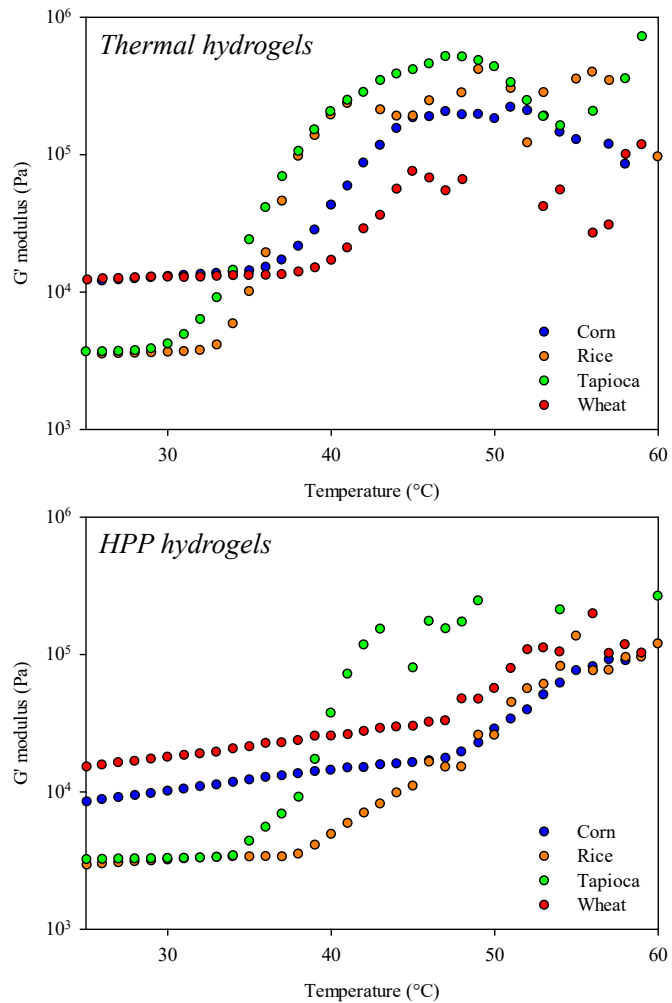 Thermal hydrogels
G' modulus (Pa)
10⁶
10⁵
10⁴
10³
Corn
Rice
Tapioca
Wheat
30 40 50 60
Temperature (°C)
HPP hydrogels
G' modulus (Pa)
10⁶
10⁵
10⁴
10³
Corn
Rice
Tapioca
Wheat
30 40 50 60
Temperature (°C)